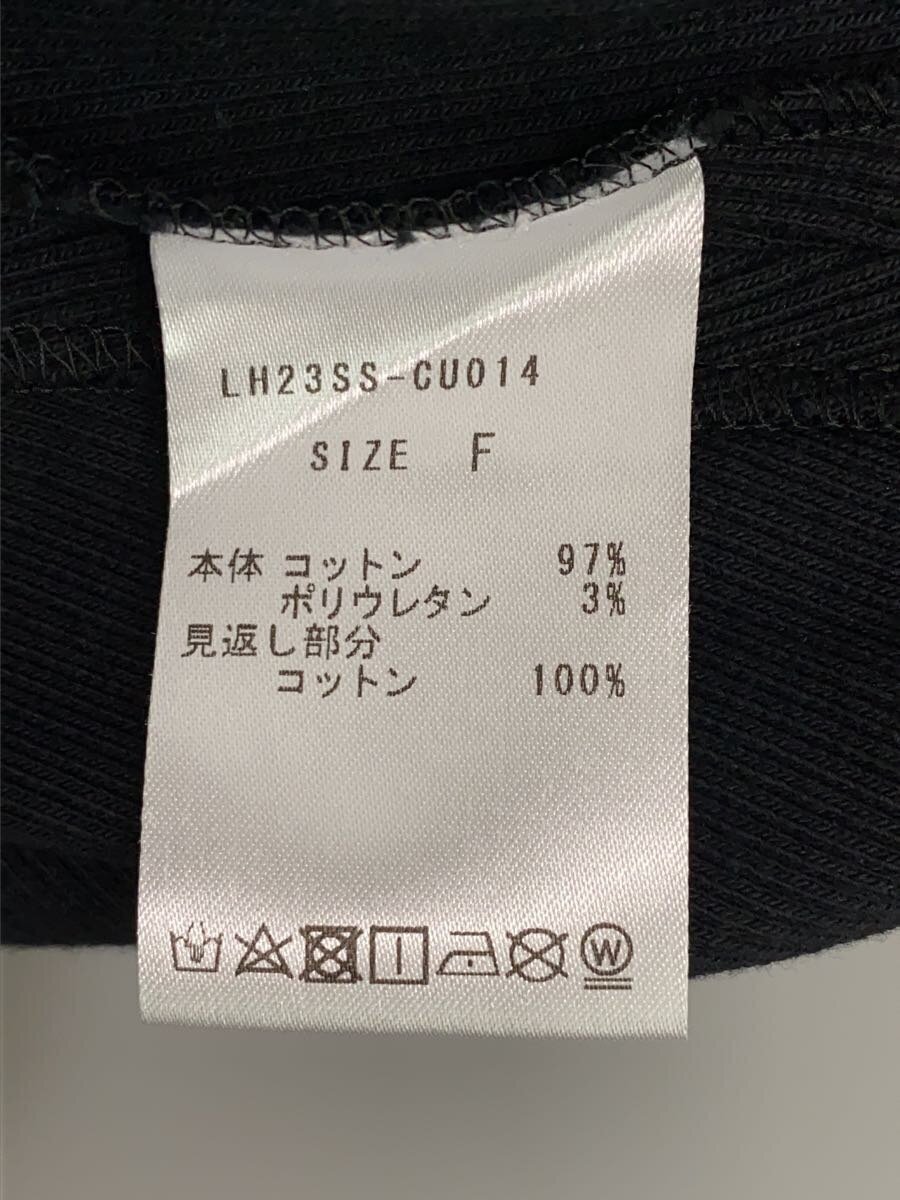 LH23SS-CU014
SIZE F
本体 コットン 97%
ポリウレタン 3%
見返し部分
コットン 100%
W